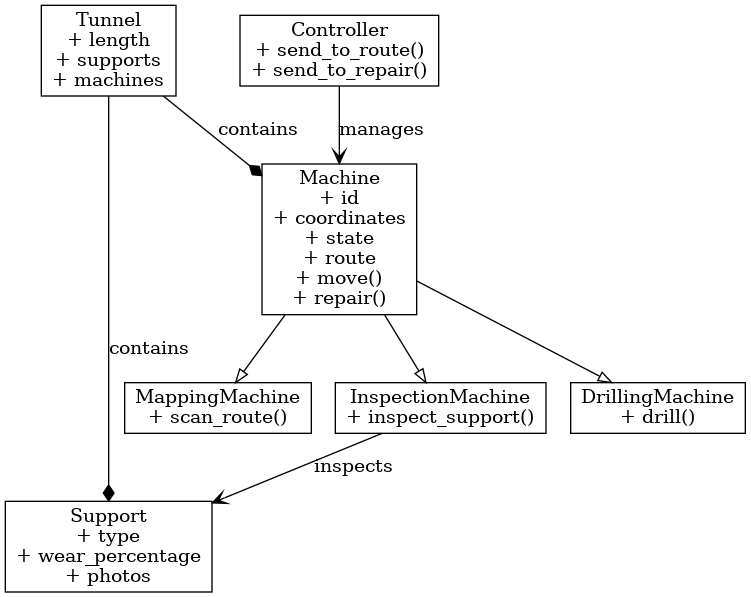 Tunnel
+ length
+ supports
+ machines
Controller
+ send_to_route()
+ send_to_repair()
contains
manages
Machine
+ id
+ coordinates
+ state
+ route
+ move()
+ repair()
contains
MappingMachine
+ scan_route()
InspectionMachine
+ inspect_support()
DrillingMachine
+ drill()
inspects
Support
+ type
+ wear_percentage
+ photos